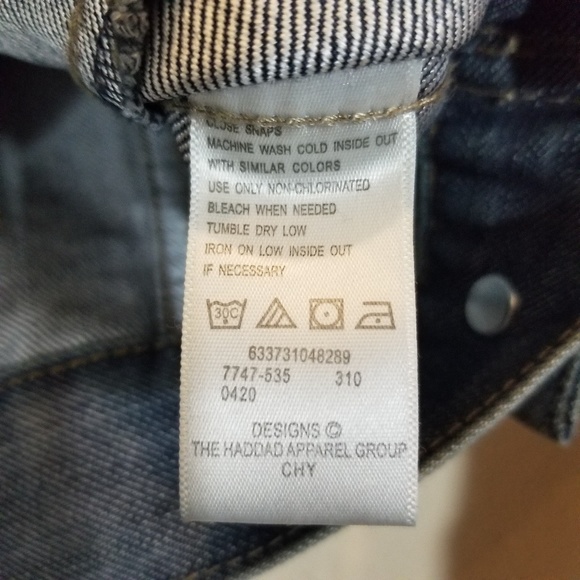 CLOSE SNAPS
MACHINE WASH COLD INSIDE OUT
WITH SIMILAR COLORS
USE ONLY NON-CHLORINATED
BLEACH WHEN NEEDED
TUMBLE DRY LOW
IRON ON LOW INSIDE OUT
IF NECESSARY
30C
633731048289
7747-535 310
0420
DESIGNS ©
THE HADDAD APPAREL GROUP
CHY